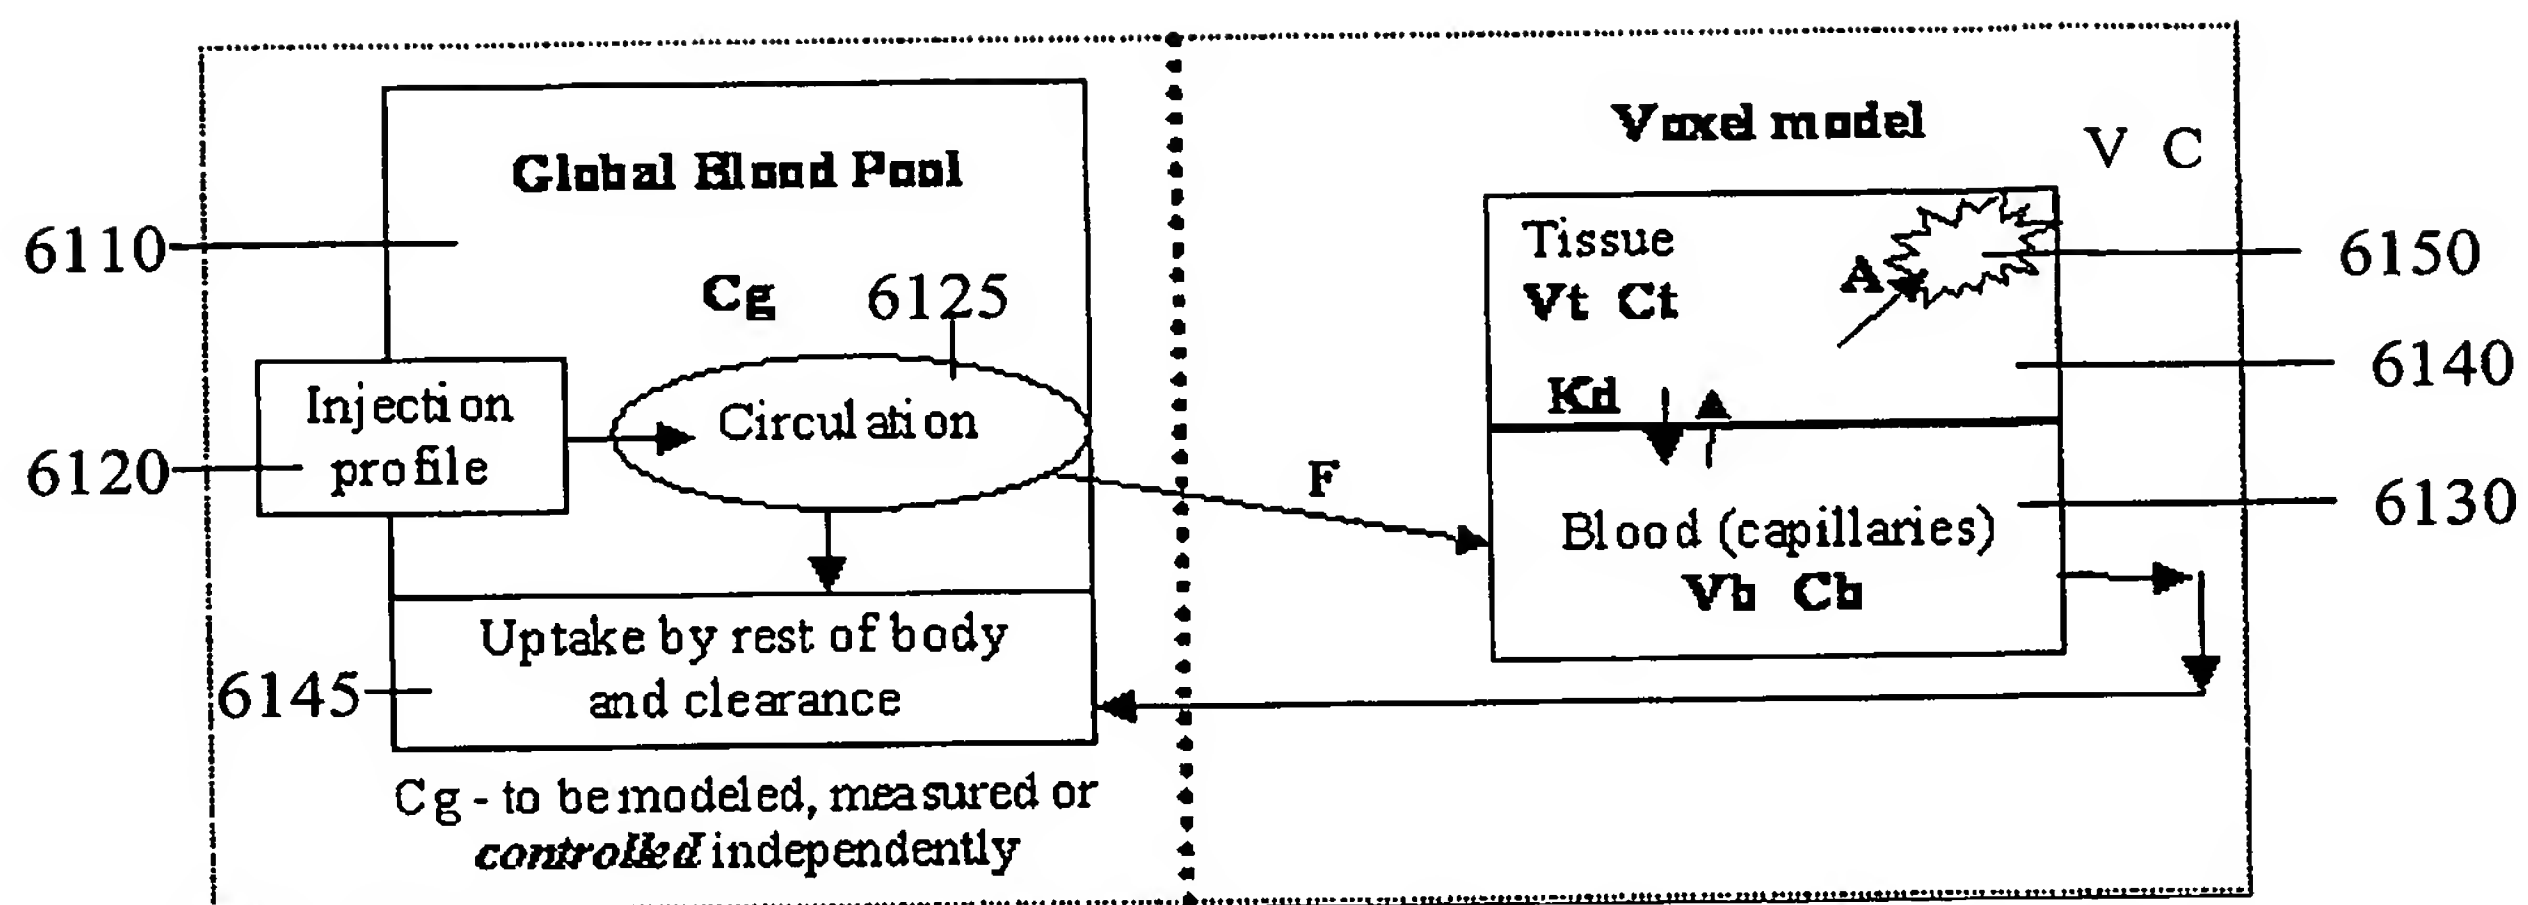 Global Blood Pool
6110
Cg
6125
Injection
profile
6120
Circulation
Uptake by rest of body
and clearance
6145
Cg - to be modeled, measured or
controlled independently
F
Voxel model
V C
Tissue
Vt Ct
A
6150
6140
Kd
6130
Blood (capillaries)
Vb Cb